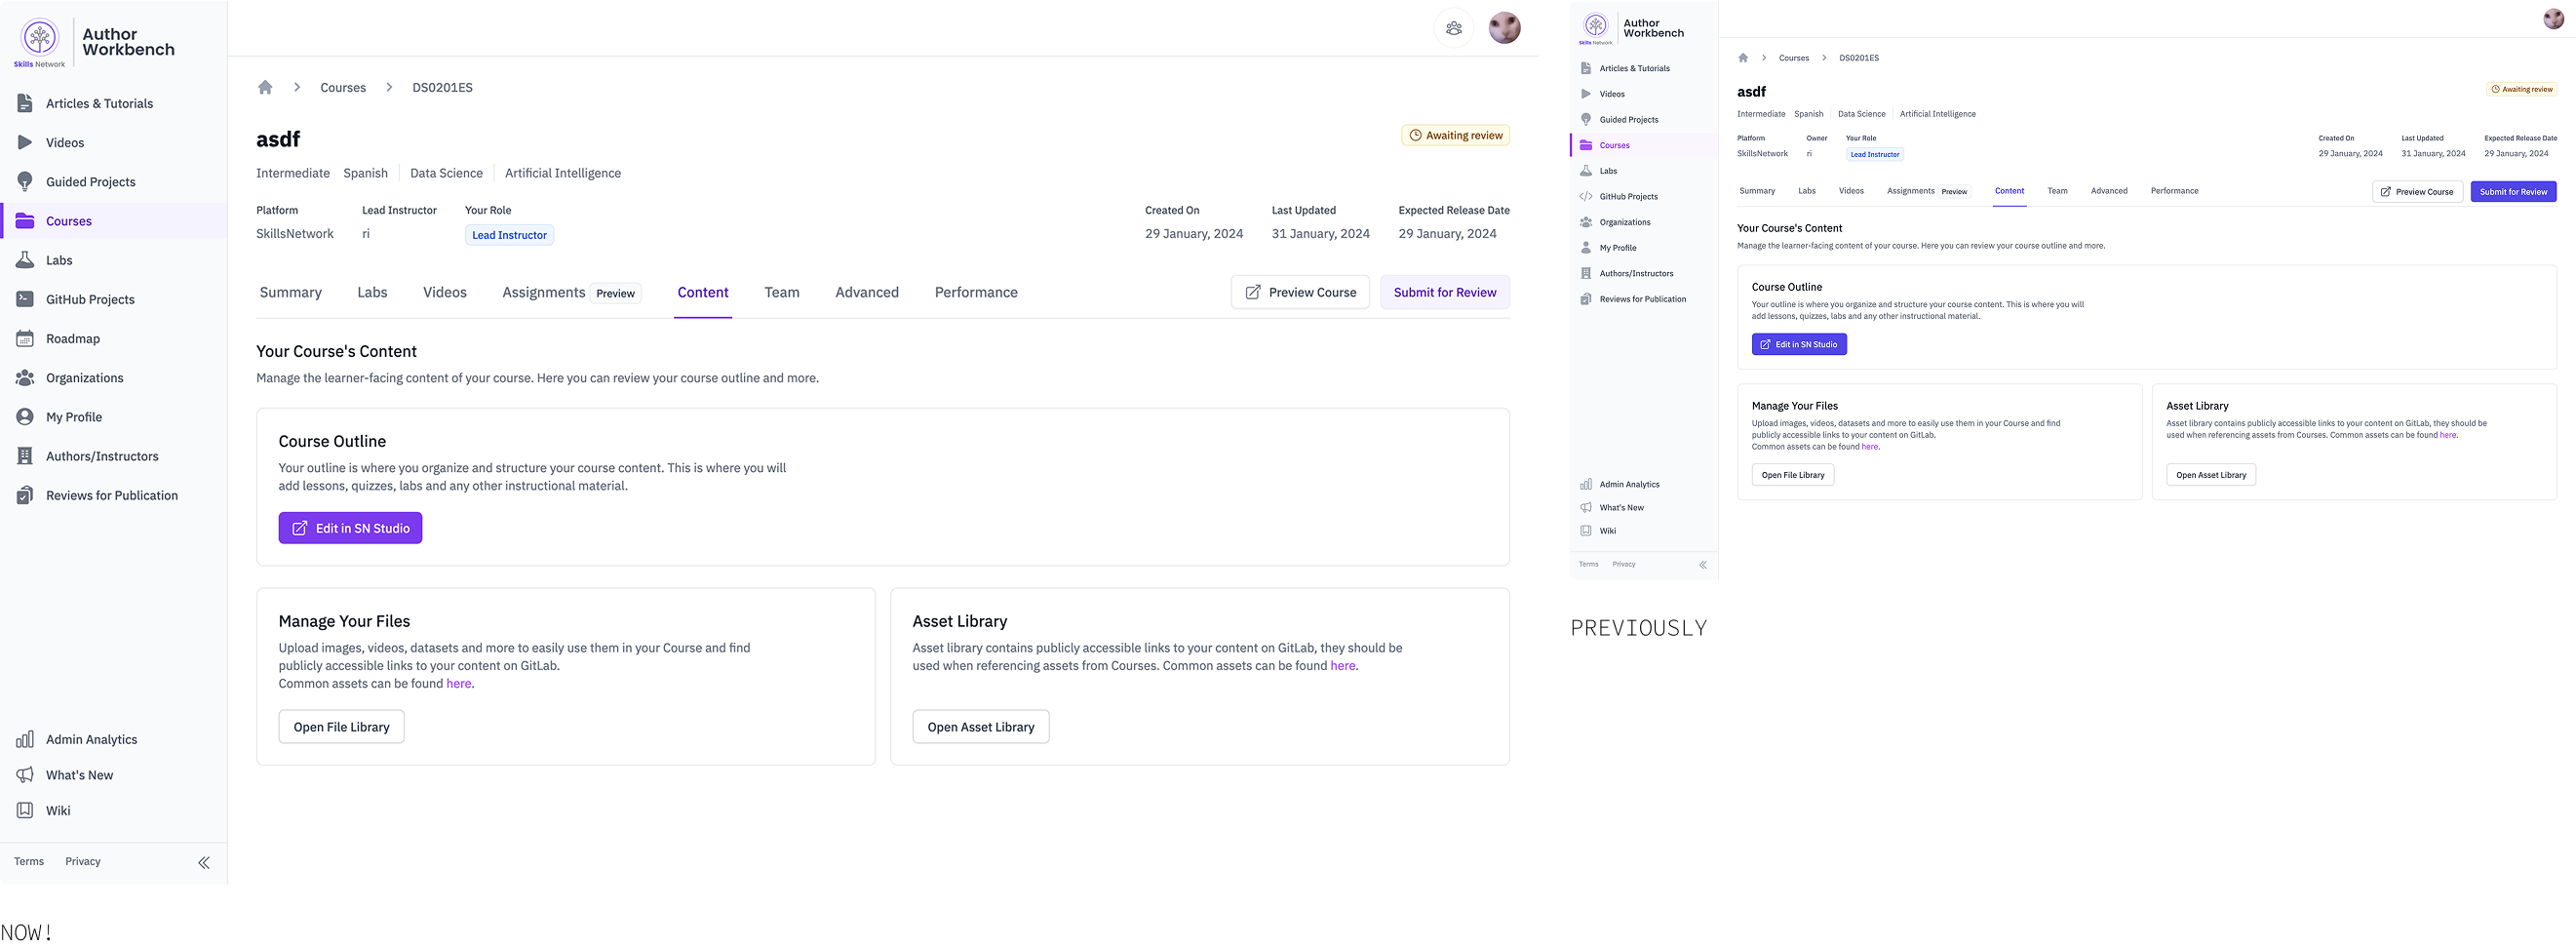 Skills Network
Author
Workbench
Articles & Tutorials
Videos
Guided Projects
Courses
Labs
GitHub Projects
Roadmap
Organizations
My Profile
Authors/Instructors
Reviews for Publication
Admin Analytics
What's New
Wiki
Terms Privacy
Courses DS0201ES
asdf
Awaiting review
Intermediate Spanish Data Science Artificial Intelligence
Platform Lead Instructor Your Role Created On Last Updated Expected Release Date
SkillsNetwork ri Lead Instructor 29 January, 2024 31 January, 2024 29 January, 2024
Summary Labs Videos Assignments Preview Content Team Advanced Performance Preview Course Submit for Review
Your Course's Content
Manage the learner-facing content of your course. Here you can review your course outline and more.
Course Outline
Your outline is where you organize and structure your course content. This is where you will
add lessons, quizzes, labs and any other instructional material.
Edit in SN Studio
Manage Your Files
Upload images, videos, datasets and more to easily use them in your Course and find
publicly accessible links to your content on GitLab.
Common assets can be found here.
Open File Library
Asset Library
Asset library contains publicly accessible links to your content on GitLab, they should be
used when referencing assets from Courses. Common assets can be found here.
Open Asset Library
NOW!
Skills Network
Author
Workbench
Articles & Tutorials
Videos
Guided Projects
Courses
Labs
GitHub Projects
Organizations
My Profile
Authors/Instructors
Reviews for Publication
Admin Analytics
What's New
Wiki
Terms Privacy
Courses DS0201ES
asdf
Awaiting review
Intermediate Spanish Data Science Artificial Intelligence
Platform Owner Your Role Created On Last Updated Expected Release Date
SkillsNetwork ri Lead Instructor 29 January, 2024 31 January, 2024 29 January, 2024
Summary Labs Videos Assignments Preview Content Team Advanced Performance Preview Course Submit for Review
Your Course's Content
Manage the learner-facing content of your course. Here you can review your course outline and more.
Course Outline
Your outline is where you organize and structure your course content. This is where you will
add lessons, quizzes, labs and any other instructional material.
Edit in SN Studio
Manage Your Files
Upload images, videos, datasets and more to easily use them in your Course and find
publicly accessible links to your content on GitLab.
Common assets can be found here.
Open File Library
Asset Library
Asset library contains publicly accessible links to your content on GitLab, they should be
used when referencing assets from Courses. Common assets can be found here.
Open Asset Library
PREVIOUSLY